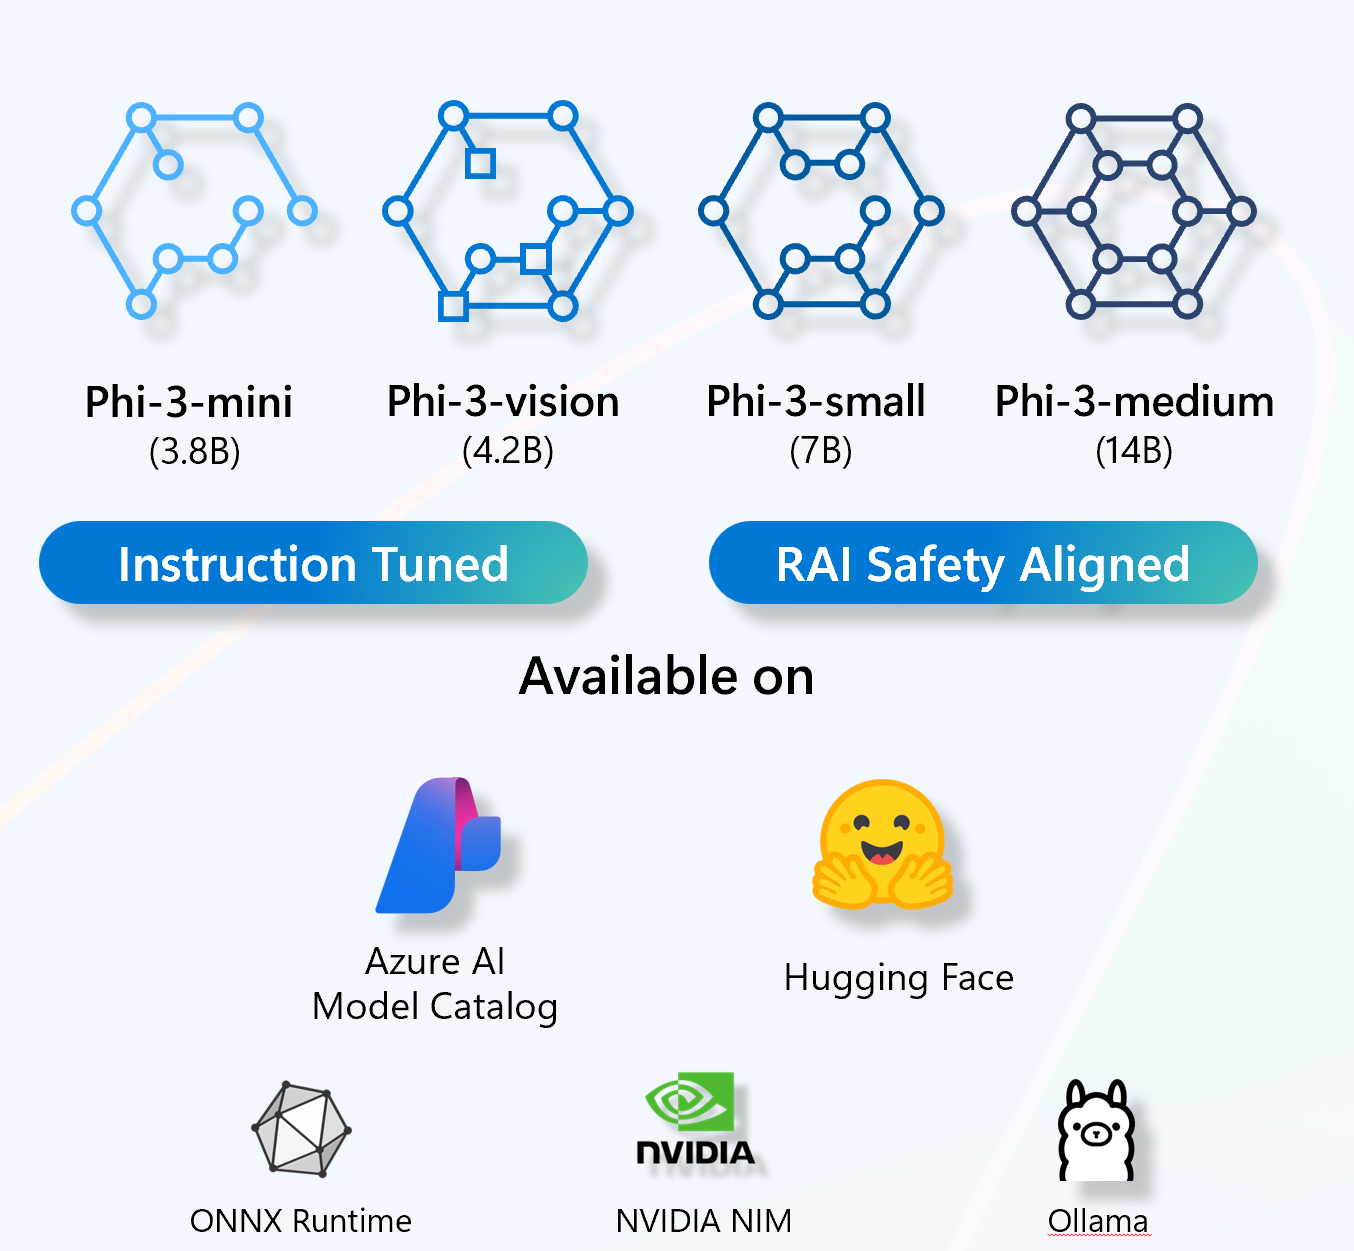 Phi-3-mini
(3.8B)
Phi-3-vision
(4.2B)
Phi-3-small
(7B)
Phi-3-medium
(14B)
Instruction Tuned
RAI Safety Aligned
Available on
Azure AI
Model Catalog
Hugging Face
ONNX Runtime
NVIDIA
NVIDIA NIM
Ollama